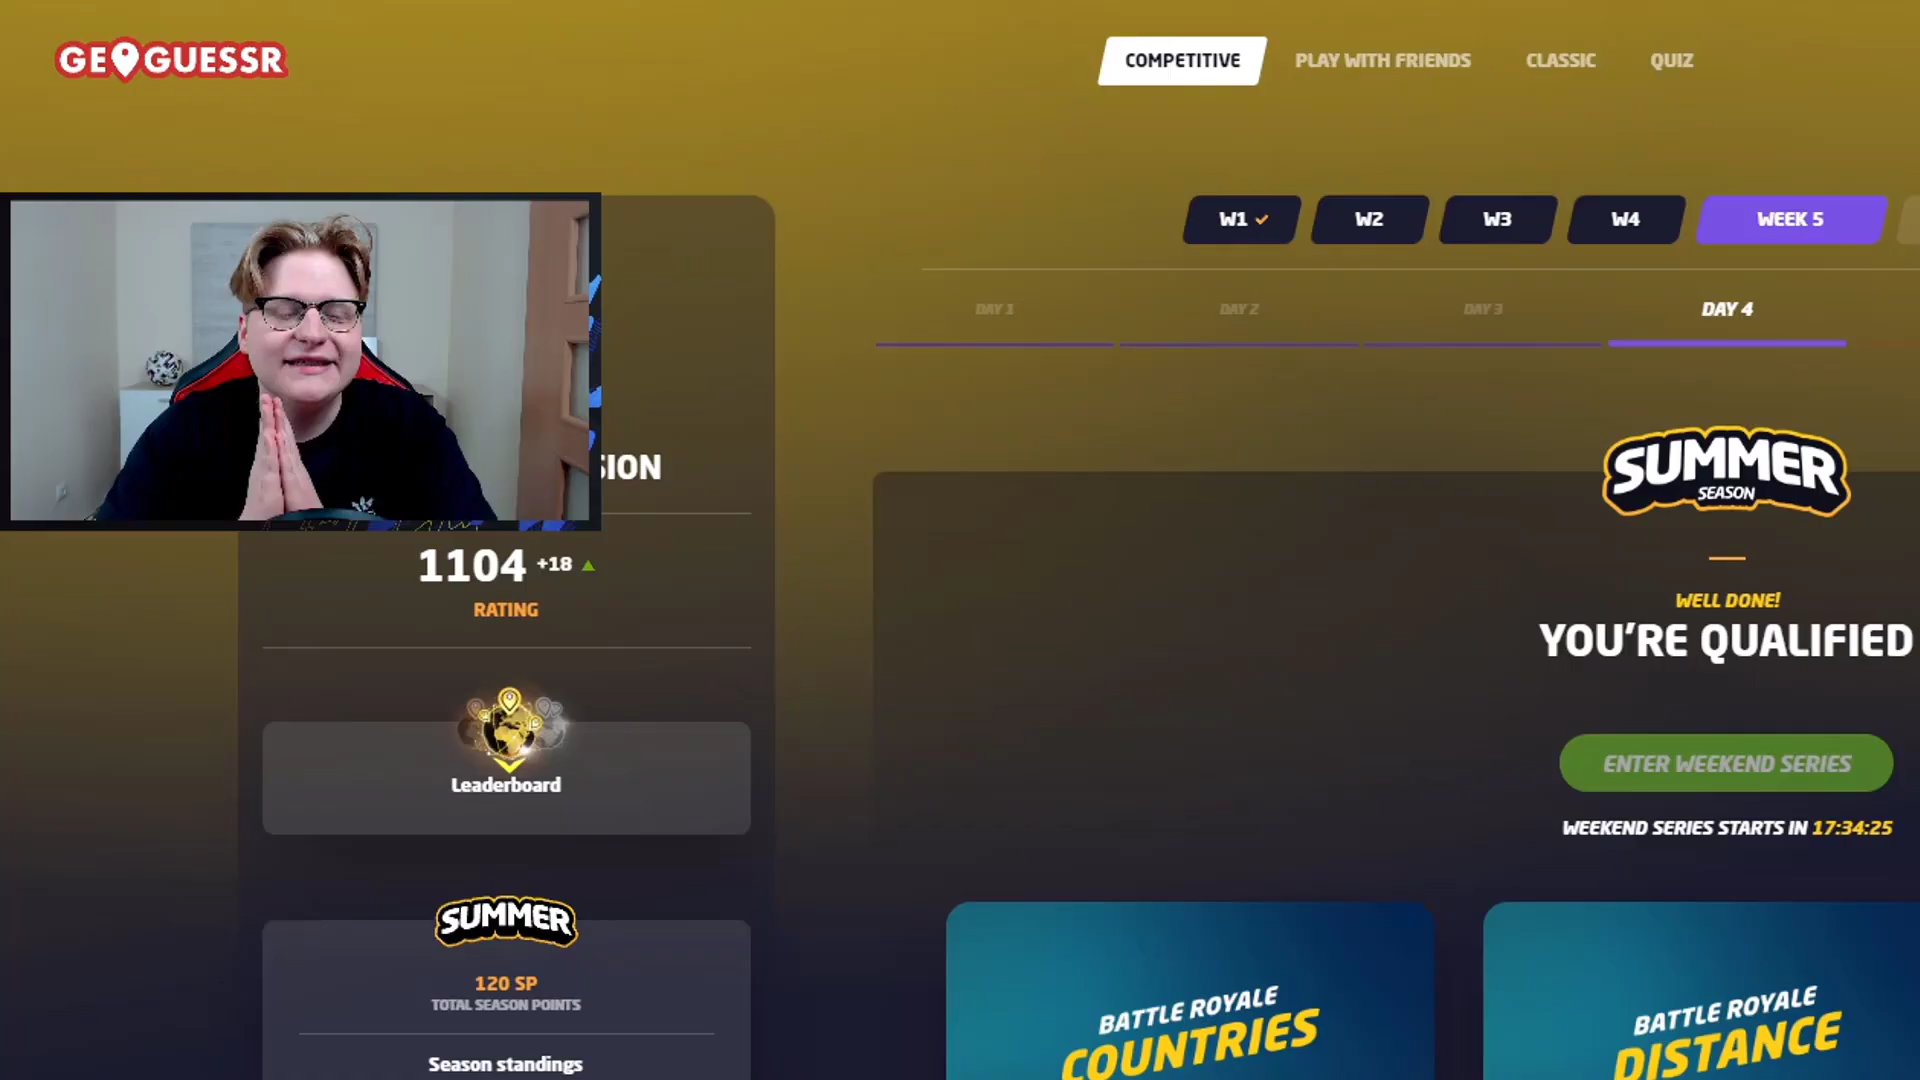 GEOGUESSR
COMPETITIVE
PLAY WITH FRIENDS
CLASSIC
QUIZ
W1
W2
W3
W4
WEEK 5
DAY 1
DAY 2
DAY 3
DAY 4
SION
1104 +18
RATING
Leaderboard
SUMMER
120 SP
TOTAL SEASON POINTS
Season standings
SUMMER
SEASON
WELL DONE!
YOU'RE QUALIFIED
ENTER WEEKEND SERIES
WEEKEND SERIES STARTS IN 17:34:25
BATTLE ROYALE
COUNTRIES
BATTLE ROYALE
DISTANCE